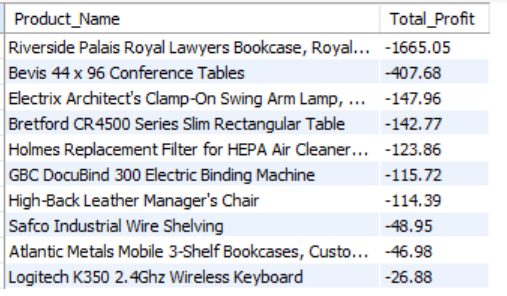 Product_Name Total_Profit
Riverside Palais Royal Lawyers Bookcase, Royal... -1665.05
Bevis 44 x 96 Conference Tables -407.68
Electrix Architect's Clamp-On Swing Arm Lamp, ... -147.96
Bretford CR4500 Series Slim Rectangular Table -142.77
Holmes Replacement Filter for HEPA Air Cleaner... -123.86
GBC DocuBind 300 Electric Binding Machine -115.72
High-Back Leather Manager's Chair -114.39
Safco Industrial Wire Shelving -48.95
Atlantic Metals Mobile 3-Shelf Bookcases, Custo... -46.98
Logitech K350 2.4Ghz Wireless Keyboard -26.88